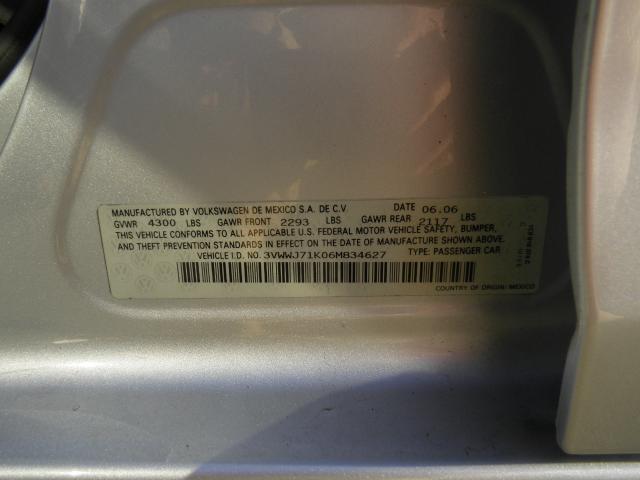 MANUFACTURED BY VOLKSWAGEN DE MEXICO S.A. DE C.V. DATE 06.06
GVWR 4300 LBS GAWR FRONT 2293 LBS GAWR REAR 2117 LBS
THIS VEHICLE CONFORMS TO ALL APPLICABLE U.S. FEDERAL MOTOR VEHICLE SAFETY, BUMPER,
AND THEFT PREVENTION STANDARDS IN EFFECT ON THE DATE OF MANUFACTURE SHOWN ABOVE.
VEHICLE I.D. NO. 3VWWJ71K06M834627 TYPE: PASSENGER CAR
COUNTRY OF ORIGIN: MEXICO